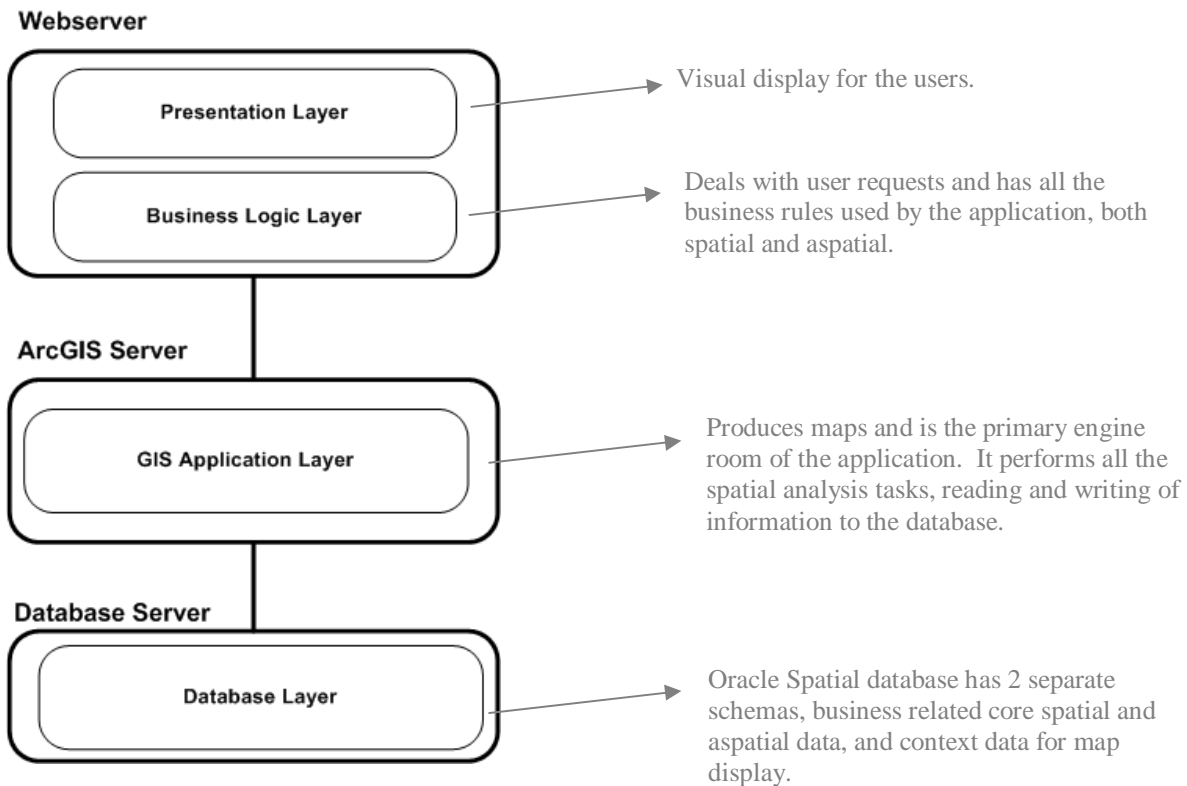 Webserver
Presentation Layer
Visual display for the users.
Business Logic Layer
Deals with user requests and has all the
business rules used by the application, both
spatial and aspatial.
ArcGIS Server
GIS Application Layer
Produces maps and is the primary engine
room of the application.  It performs all the
spatial analysis tasks, reading and writing of
information to the database.
Database Server
Database Layer
Oracle Spatial database has 2 separate
schemas, business related core spatial and
aspatial data, and context data for map
display.